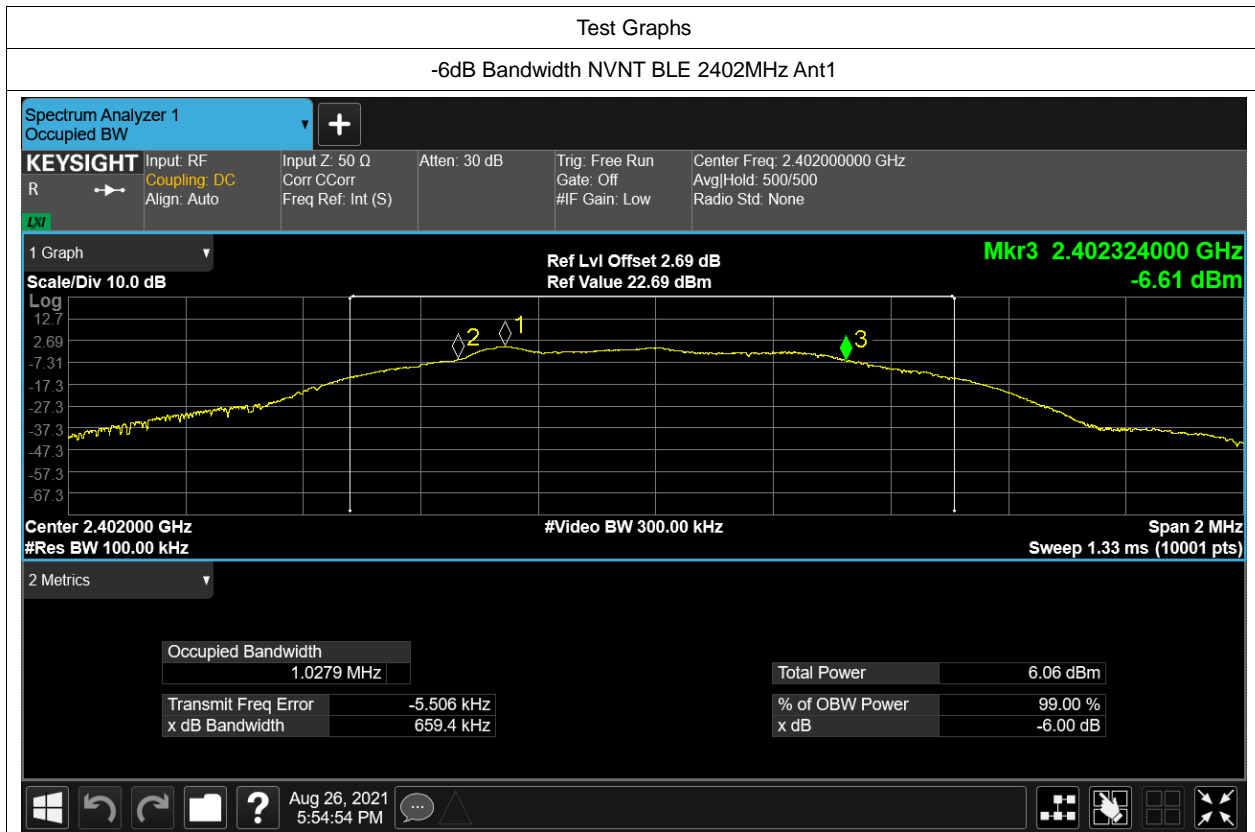 Test Graphs
-6dB Bandwidth NVNT BLE 2402MHz Ant1
Spectrum Analyzer 1
Occupied BW
KEYSIGHT
R
LXI
Input: RF
Coupling: DC
Align: Auto
Input Z: 50 Ω
Corr CCorr
Freq Ref: Int (S)
Atten: 30 dB
Trig: Free Run
Gate: Off
#IF Gain: Low
Center Freq: 2.402000000 GHz
Avg|Hold: 500/500
Radio Std: None
1 Graph
Scale/Div 10.0 dB
Ref Lvl Offset 2.69 dB
Ref Value 22.69 dBm
Mkr3 2.402324000 GHz
-6.61 dBm
Log
12.7
2.69
-7.31
-17.3
-27.3
-37.3
-47.3
-57.3
-67.3
2
1
3
Center 2.402000 GHz
#Res BW 100.00 kHz
#Video BW 300.00 kHz
Span 2 MHz
Sweep 1.33 ms (10001 pts)
2 Metrics
Occupied Bandwidth
1.0279 MHz
Transmit Freq Error -5.506 kHz
x dB Bandwidth 659.4 kHz
Total Power 6.06 dBm
% of OBW Power 99.00 %
x dB -6.00 dB
Aug 26, 2021
5:54:54 PM